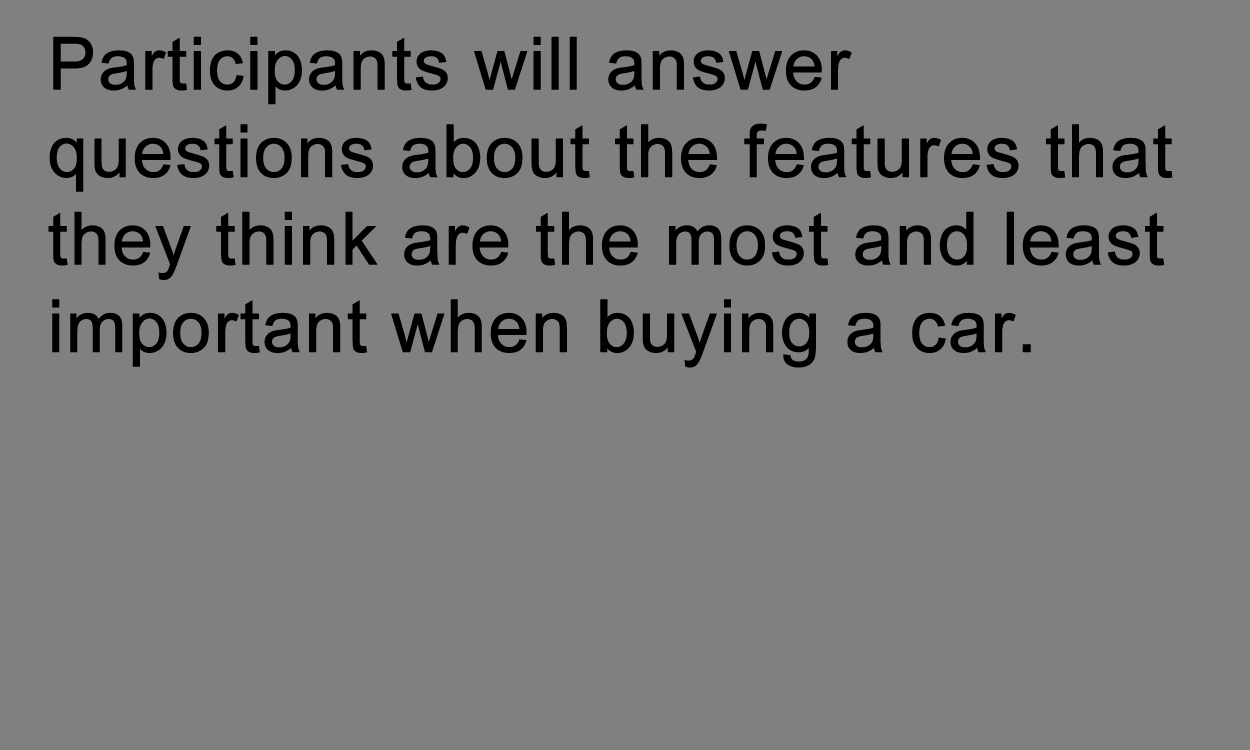 Participants will answer
questions about the features that
they think are the most and least
important when buying a car.